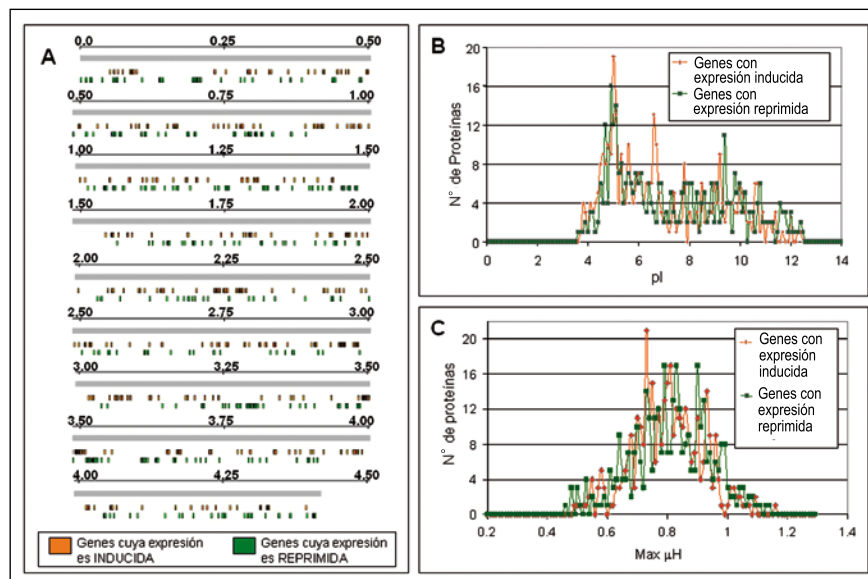 A
0.0 0.25 0.50
0.50 0.75 1.00
1.00 1.25 1.50
1.50 1.75 2.00
2.00 2.25 2.50
2.50 2.75 3.00
3.00 3.25 3.50
3.50 3.75 4.00
4.00 4.25 4.50
Genes cuya expresión
es INDUCIDA
Genes cuya expresión
es REPRIMIDA
B
N° de Proteínas
20
16
12
8
4
0
0 2 4 6 8 10 12 14
pI
Genes con
expresión inducida
Genes con
expresión reprimida
C
N° de proteínas
20
16
12
8
4
0
0.2 0.4 0.6 0.8 1 1.2 1.4
Max µH
Genes con
expresión
inducida
Genes con
expresión
reprimida